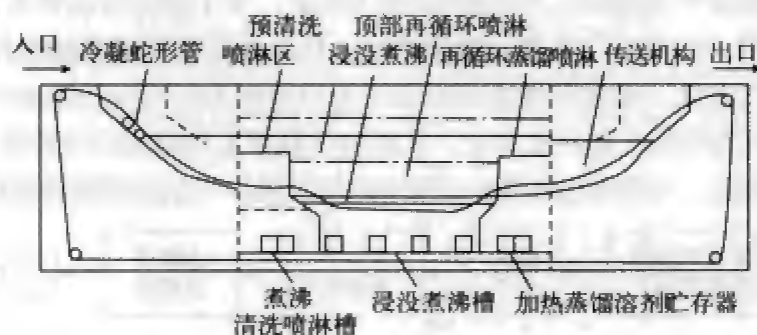 预清洗 顶部再循环喷淋
入口 冷凝蛇形管 喷淋区 浸没煮沸 再循环蒸馏喷淋 传送机构 出口
煮沸 浸没煮沸槽 加热蒸馏溶剂贮存器
清洗喷淋槽